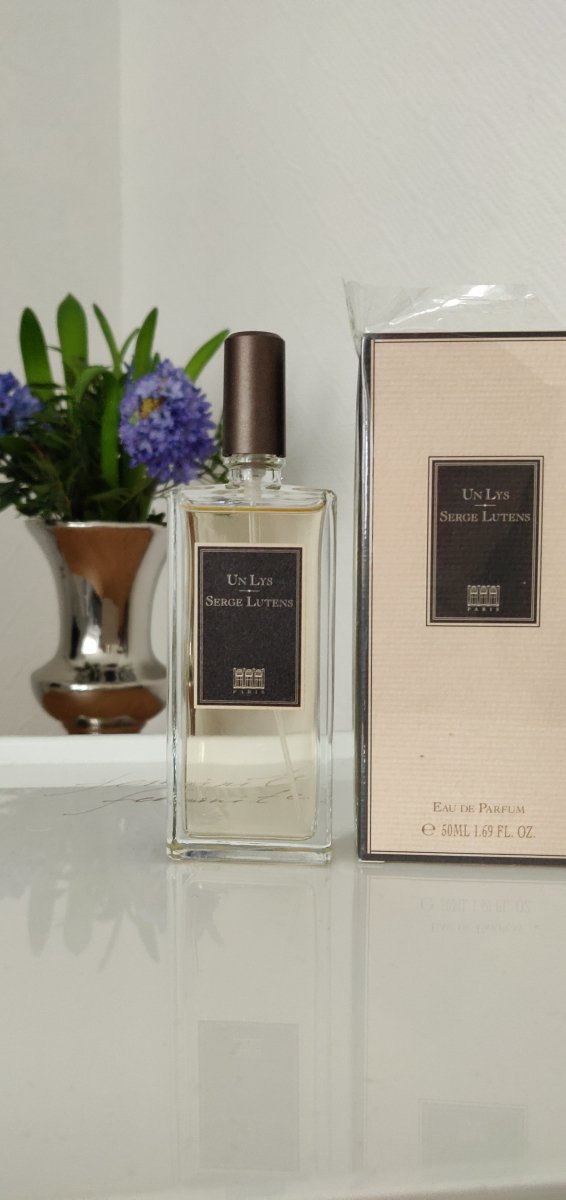 Un Lys
Serge Lutens
PARIS
Un Lys
Serge Lutens
PARIS
Eau de Parfum
℮ 50ML 1.69 FL. OZ.